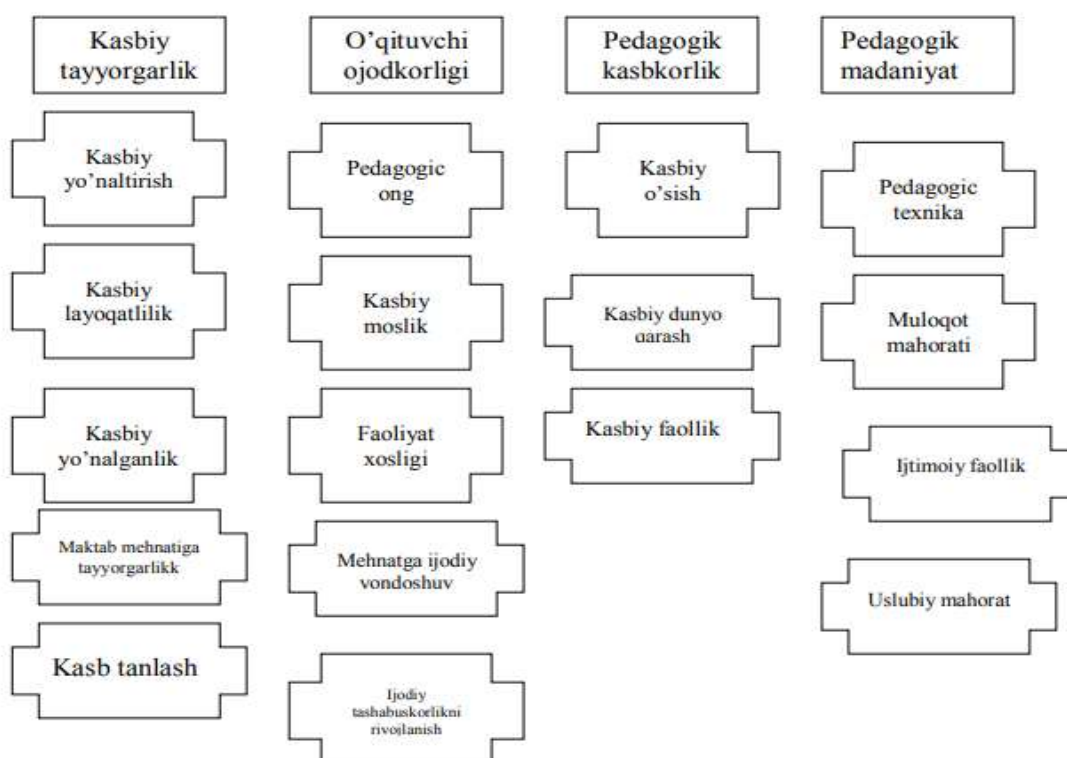 Kasbiy
tayyorgarlik
Kasbiy
yo'naltirish
Kasbiy
layoqatlilik
Kasbiy
yo'nalganlik
Maktab mehnatiga
tayyorgarlikk
Kasb tanlash
O'qituvchi
ojodkorligi
Pedagogic
ong
Kasbiy
moslik
Faoliyat
xosligi
Mehnatga ijodiy
yondoshuv
Ijodiy
tashabuskorlikni
rivojlanish
Pedagogik
kasbkorlik
Kasbiy
o'sish
Kasbiy dunyo
qarash
Kasbiy faollik
Pedagogik
madaniyat
Pedagogic
texnika
Muloqot
mahorati
Ijtimoiy faollik
Uslubiy mahorat